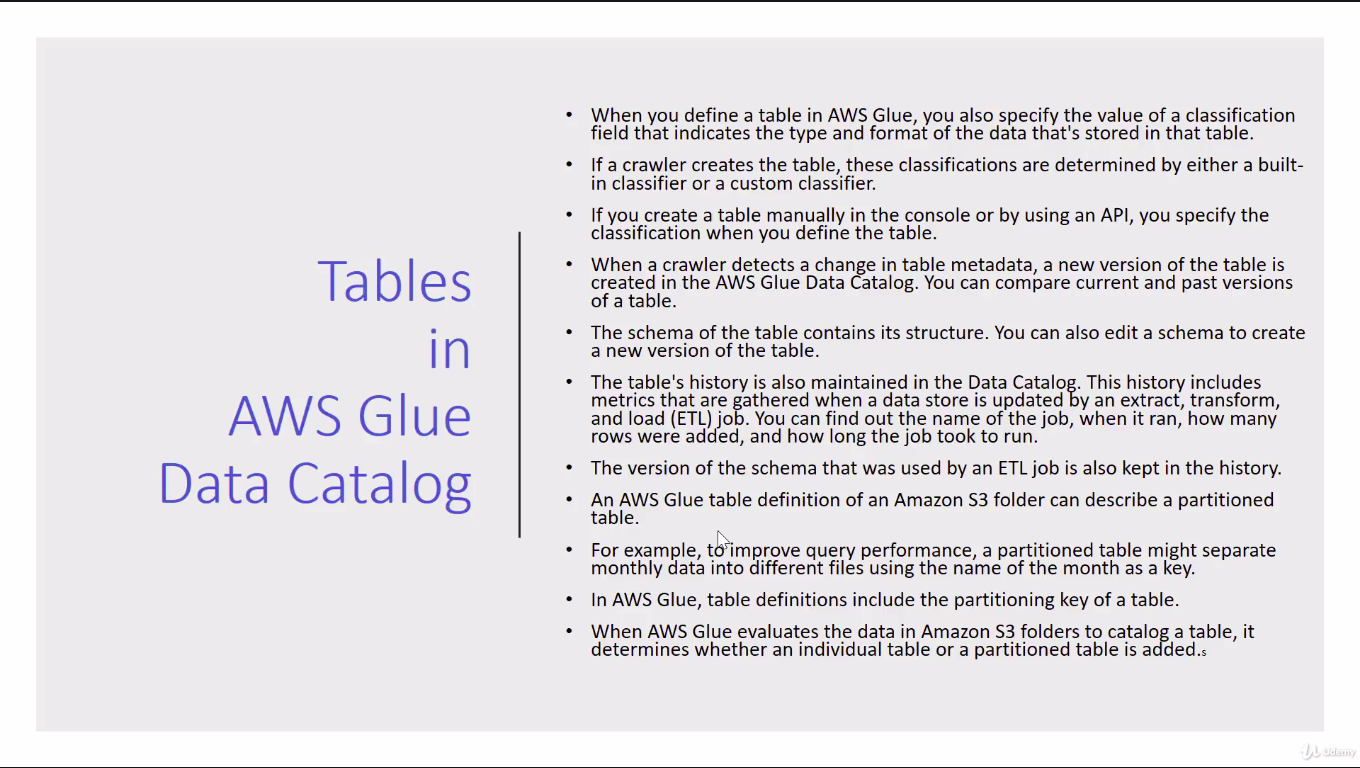 Tables
in
AWS Glue
Data Catalog
• When you define a table in AWS Glue, you also specify the value of a classification
field that indicates the type and format of the data that's stored in that table.
• If a crawler creates the table, these classifications are determined by either a built-
in classifier or a custom classifier.
• If you create a table manually in the console or by using an API, you specify the
classification when you define the table.
• When a crawler detects a change in table metadata, a new version of the table is
created in the AWS Glue Data Catalog. You can compare current and past versions
of a table.
• The schema of the table contains its structure. You can also edit a schema to create
a new version of the table.
• The table's history is also maintained in the Data Catalog. This history includes
metrics that are gathered when a data store is updated by an extract, transform,
and load (ETL) job. You can find out the name of the job, when it ran, how many
rows were added, and how long the job took to run.
• The version of the schema that was used by an ETL job is also kept in the history.
• An AWS Glue table definition of an Amazon S3 folder can describe a partitioned
table.
• For example, to improve query performance, a partitioned table might separate
monthly data into different files using the name of the month as a key.
• In AWS Glue, table definitions include the partitioning key of a table.
• When AWS Glue evaluates the data in Amazon S3 folders to catalog a table, it
determines whether an individual table or a partitioned table is added.s
Udemy